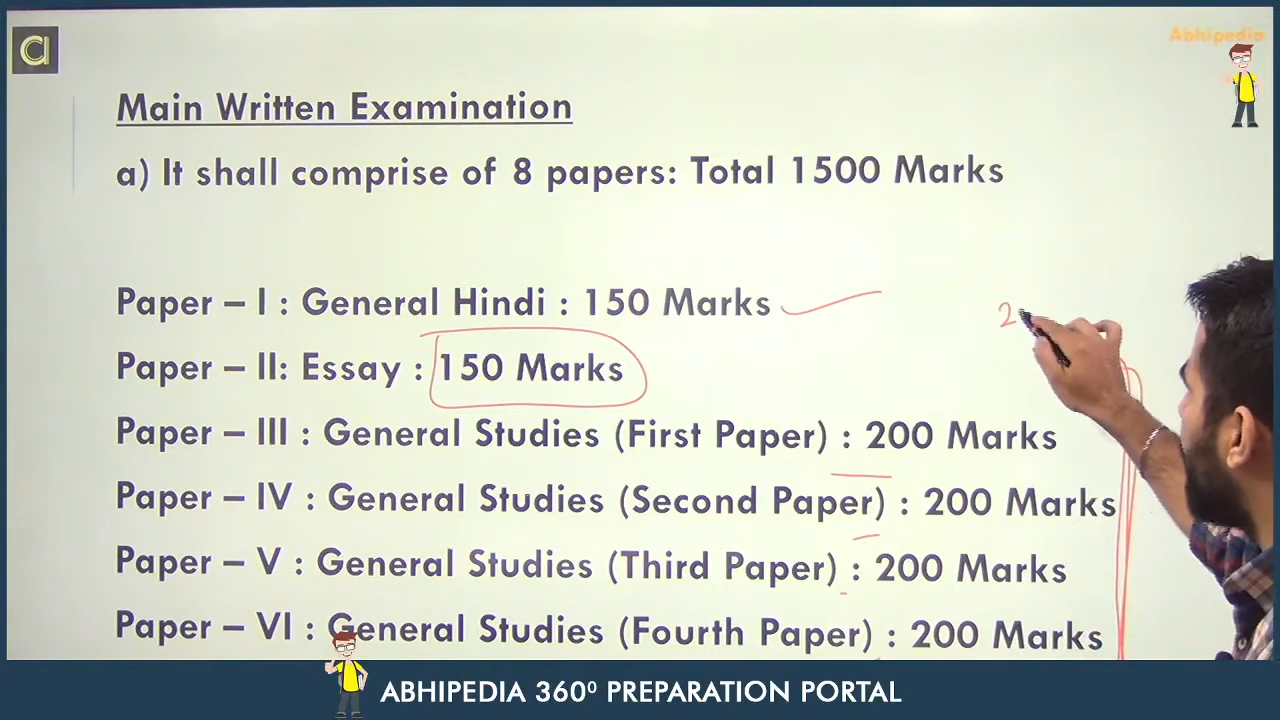 Abhipedia
Main Written Examination
a) It shall comprise of 8 papers: Total 1500 Marks
Paper – I : General Hindi : 150 Marks
2
Paper – II: Essay : 150 Marks
Paper – III : General Studies (First Paper) : 200 Marks
Paper – IV : General Studies (Second Paper) : 200 Marks
Paper – V : General Studies (Third Paper) : 200 Marks
Paper – VI : General Studies (Fourth Paper) : 200 Marks
ABHIPEDIA 360⁰ PREPARATION PORTAL